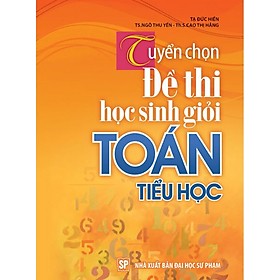 TẠ ĐỨC HIỀN
TS.NGÔ THU YÊN - TH.S.CAO THỊ HẰNG
Tuyển chọn
Đề thi
học sinh giỏi
TOÁN
TIỂU HỌC
SP NHÀ XUẤT BẢN ĐẠI HỌC SƯ PHẠM